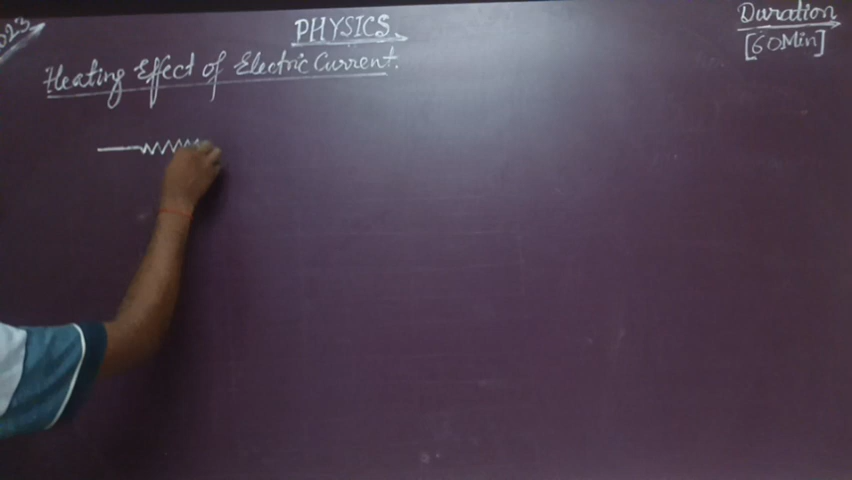 PHYSICS
Duration
[60Min]
Heating Effect of Electric Current.